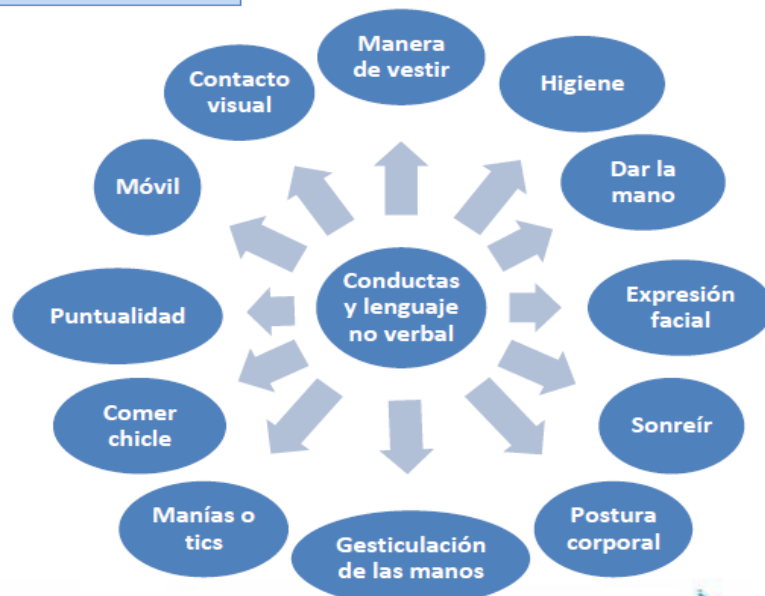 Manera
de vestir
Higiene
Dar la
mano
Expresión
facial
Sonreír
Postura
corporal
Gesticulación
de las manos
Manías o
tics
Comer
chicle
Puntualidad
Móvil
Contacto
visual
Conductas
y lenguaje
no verbal